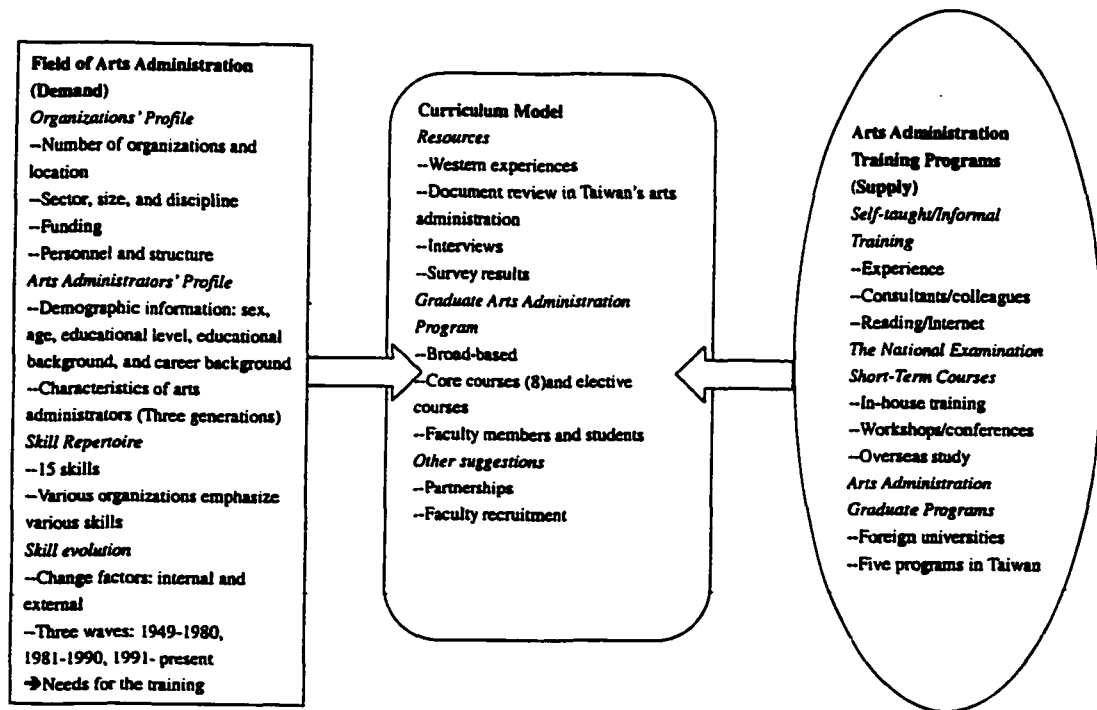 Field of Arts Administration
(Demand)
Organizations' Profile
--Number of organizations and
location
--Sector, size, and discipline
--Funding
--Personnel and structure
Arts Administrators' Profile
--Demographic information: sex,
age, educational level, educational
background, and career background
--Characteristics of arts
administrators (Three generations)
Skill Repertoire
--15 skills
--Various organizations emphasize
various skills
Skill evolution
--Change factors: internal and
external
--Three waves: 1949-1980,
1981-1990, 1991- present
➔Needs for the training
Curriculum Model
Resources
--Western experiences
--Document review in Taiwan's arts
administration
--Interviews
--Survey results
Graduate Arts Administration
Program
--Broad-based
--Core courses (8)and elective
courses
--Faculty members and students
Other suggestions
--Partnerships
--Faculty recruitment
Arts Administration
Training Programs
(Supply)
Self-taught/Informal
Training
--Experience
--Consultants/colleagues
--Reading/Internet
The National Examination
Short-Term Courses
--In-house training
--Workshops/conferences
--Overseas study
Arts Administration
Graduate Programs
--Foreign universities
--Five programs in Taiwan